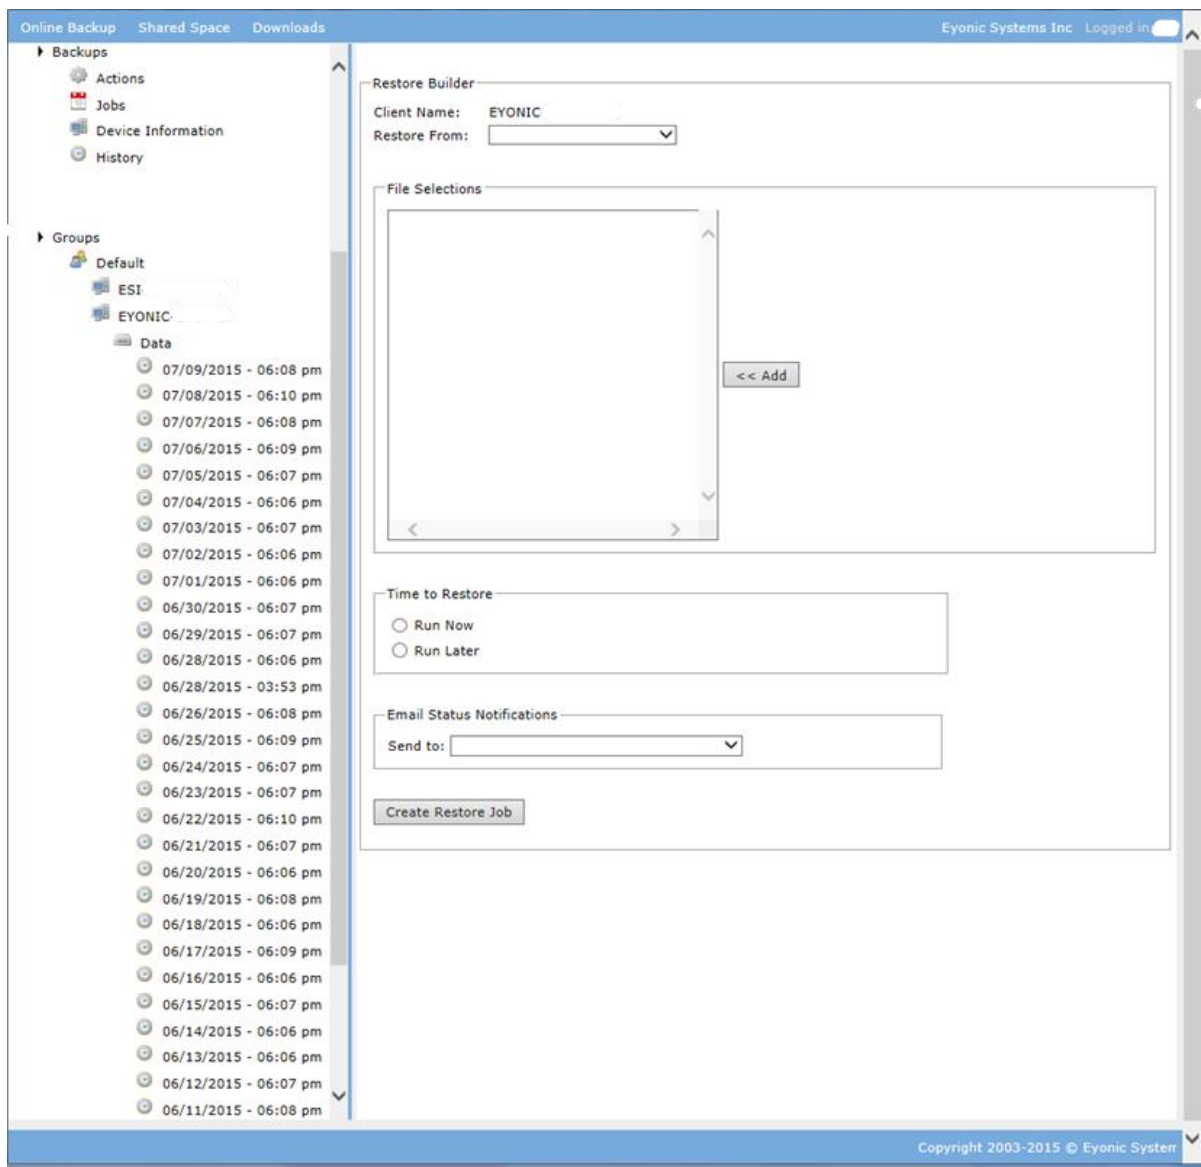 Online Backup Shared Space Downloads Eyonic Systems Inc Logged in
Backups
Actions
Jobs
Device Information
History
Groups
Default
ESI
EYONIC-
Data
07/09/2015 - 06:08 pm
07/08/2015 - 06:10 pm
07/07/2015 - 06:08 pm
07/06/2015 - 06:09 pm
07/05/2015 - 06:07 pm
07/04/2015 - 06:06 pm
07/03/2015 - 06:07 pm
07/02/2015 - 06:06 pm
07/01/2015 - 06:06 pm
06/30/2015 - 06:07 pm
06/29/2015 - 06:07 pm
06/28/2015 - 06:06 pm
06/28/2015 - 03:53 pm
06/26/2015 - 06:08 pm
06/25/2015 - 06:09 pm
06/24/2015 - 06:07 pm
06/23/2015 - 06:07 pm
06/22/2015 - 06:10 pm
06/21/2015 - 06:07 pm
06/20/2015 - 06:06 pm
06/19/2015 - 06:08 pm
06/18/2015 - 06:06 pm
06/17/2015 - 06:09 pm
06/16/2015 - 06:06 pm
06/15/2015 - 06:07 pm
06/14/2015 - 06:06 pm
06/13/2015 - 06:06 pm
06/12/2015 - 06:07 pm
06/11/2015 - 06:08 pm
Restore Builder
Client Name: EYONIC
Restore From:
File Selections
<< Add
Time to Restore
Run Now
Run Later
Email Status Notifications
Send to:
Create Restore Job
Copyright 2003-2015 © Eyonic System